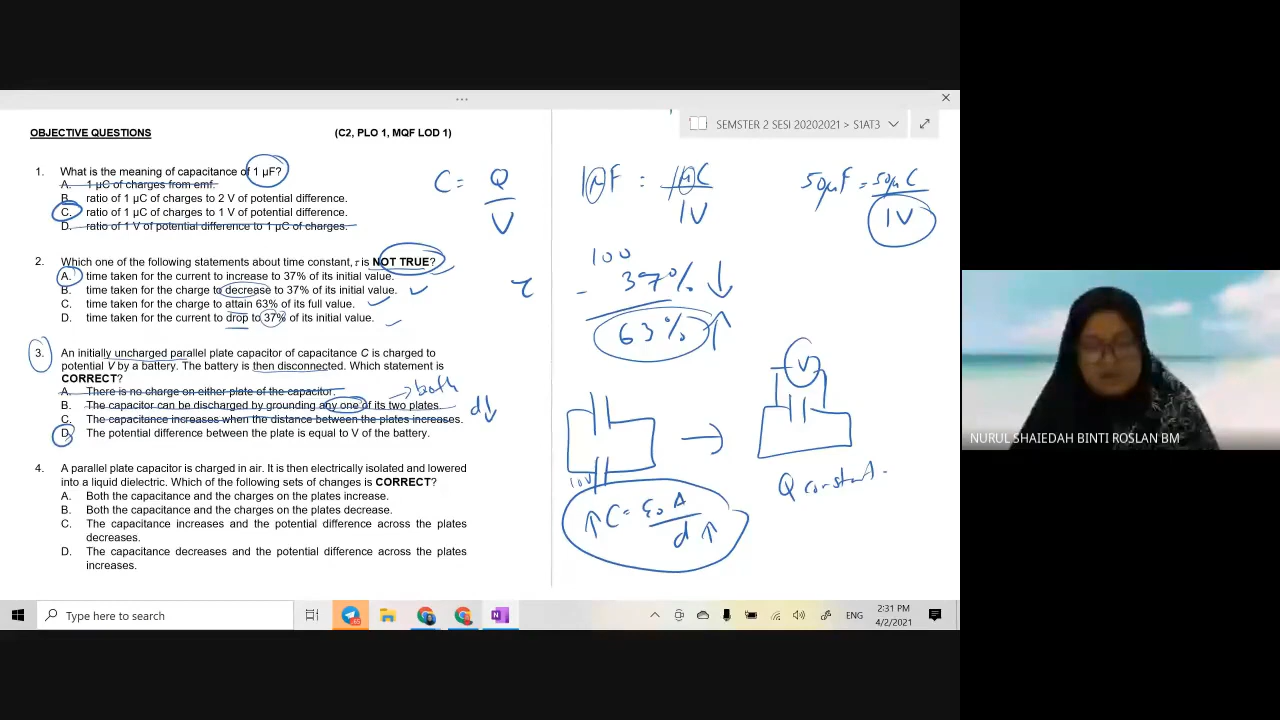 SEMSTER 2 SESI 20202021 > S1AT3
OBJECTIVE QUESTIONS (C2, PLO 1, MQF LOD 1)
1. What is the meaning of capacitance of 1 µF?
A. 1 µC of charges from emf.
B. ratio of 1 µC of charges to 2 V of potential difference.
C. ratio of 1 µC of charges to 1 V of potential difference.
D. ratio of 1 V of potential difference to 1 µC of charges.
C = Q
V
1µF = 1µC
1V
50µF = 50µC
1V
2. Which one of the following statements about time constant, τ is NOT TRUE?
A. time taken for the current to increase to 37% of its initial value.
B. time taken for the charge to decrease to 37% of its initial value.
C. time taken for the charge to attain 63% of its full value.
D. time taken for the current to drop to 37% of its initial value.
τ
100
- 37% ↓
63% ↑
3. An initially uncharged parallel plate capacitor of capacitance C is charged to
potential V by a battery. The battery is then disconnected. Which statement is
CORRECT?
A. There is no charge on either plate of the capacitor.
B. The capacitor can be discharged by grounding any one of its two plates.
C. The capacitance increases when the distance between the plates increases.
D. The potential difference between the plate is equal to V of the battery.
→ both
d↓
V
10V
→
Q constant.
↑ C = ε₀ A
d ↑
4. A parallel plate capacitor is charged in air. It is then electrically isolated and lowered
into a liquid dielectric. Which of the following sets of changes is CORRECT?
A. Both the capacitance and the charges on the plates increase.
B. Both the capacitance and the charges on the plates decrease.
C. The capacitance increases and the potential difference across the plates
decreases.
D. The capacitance decreases and the potential difference across the plates
increases.
NURUL SHAIEDAH BINTI ROSLAN BM
Type here to search
ENG
2:31 PM
4/2/2021